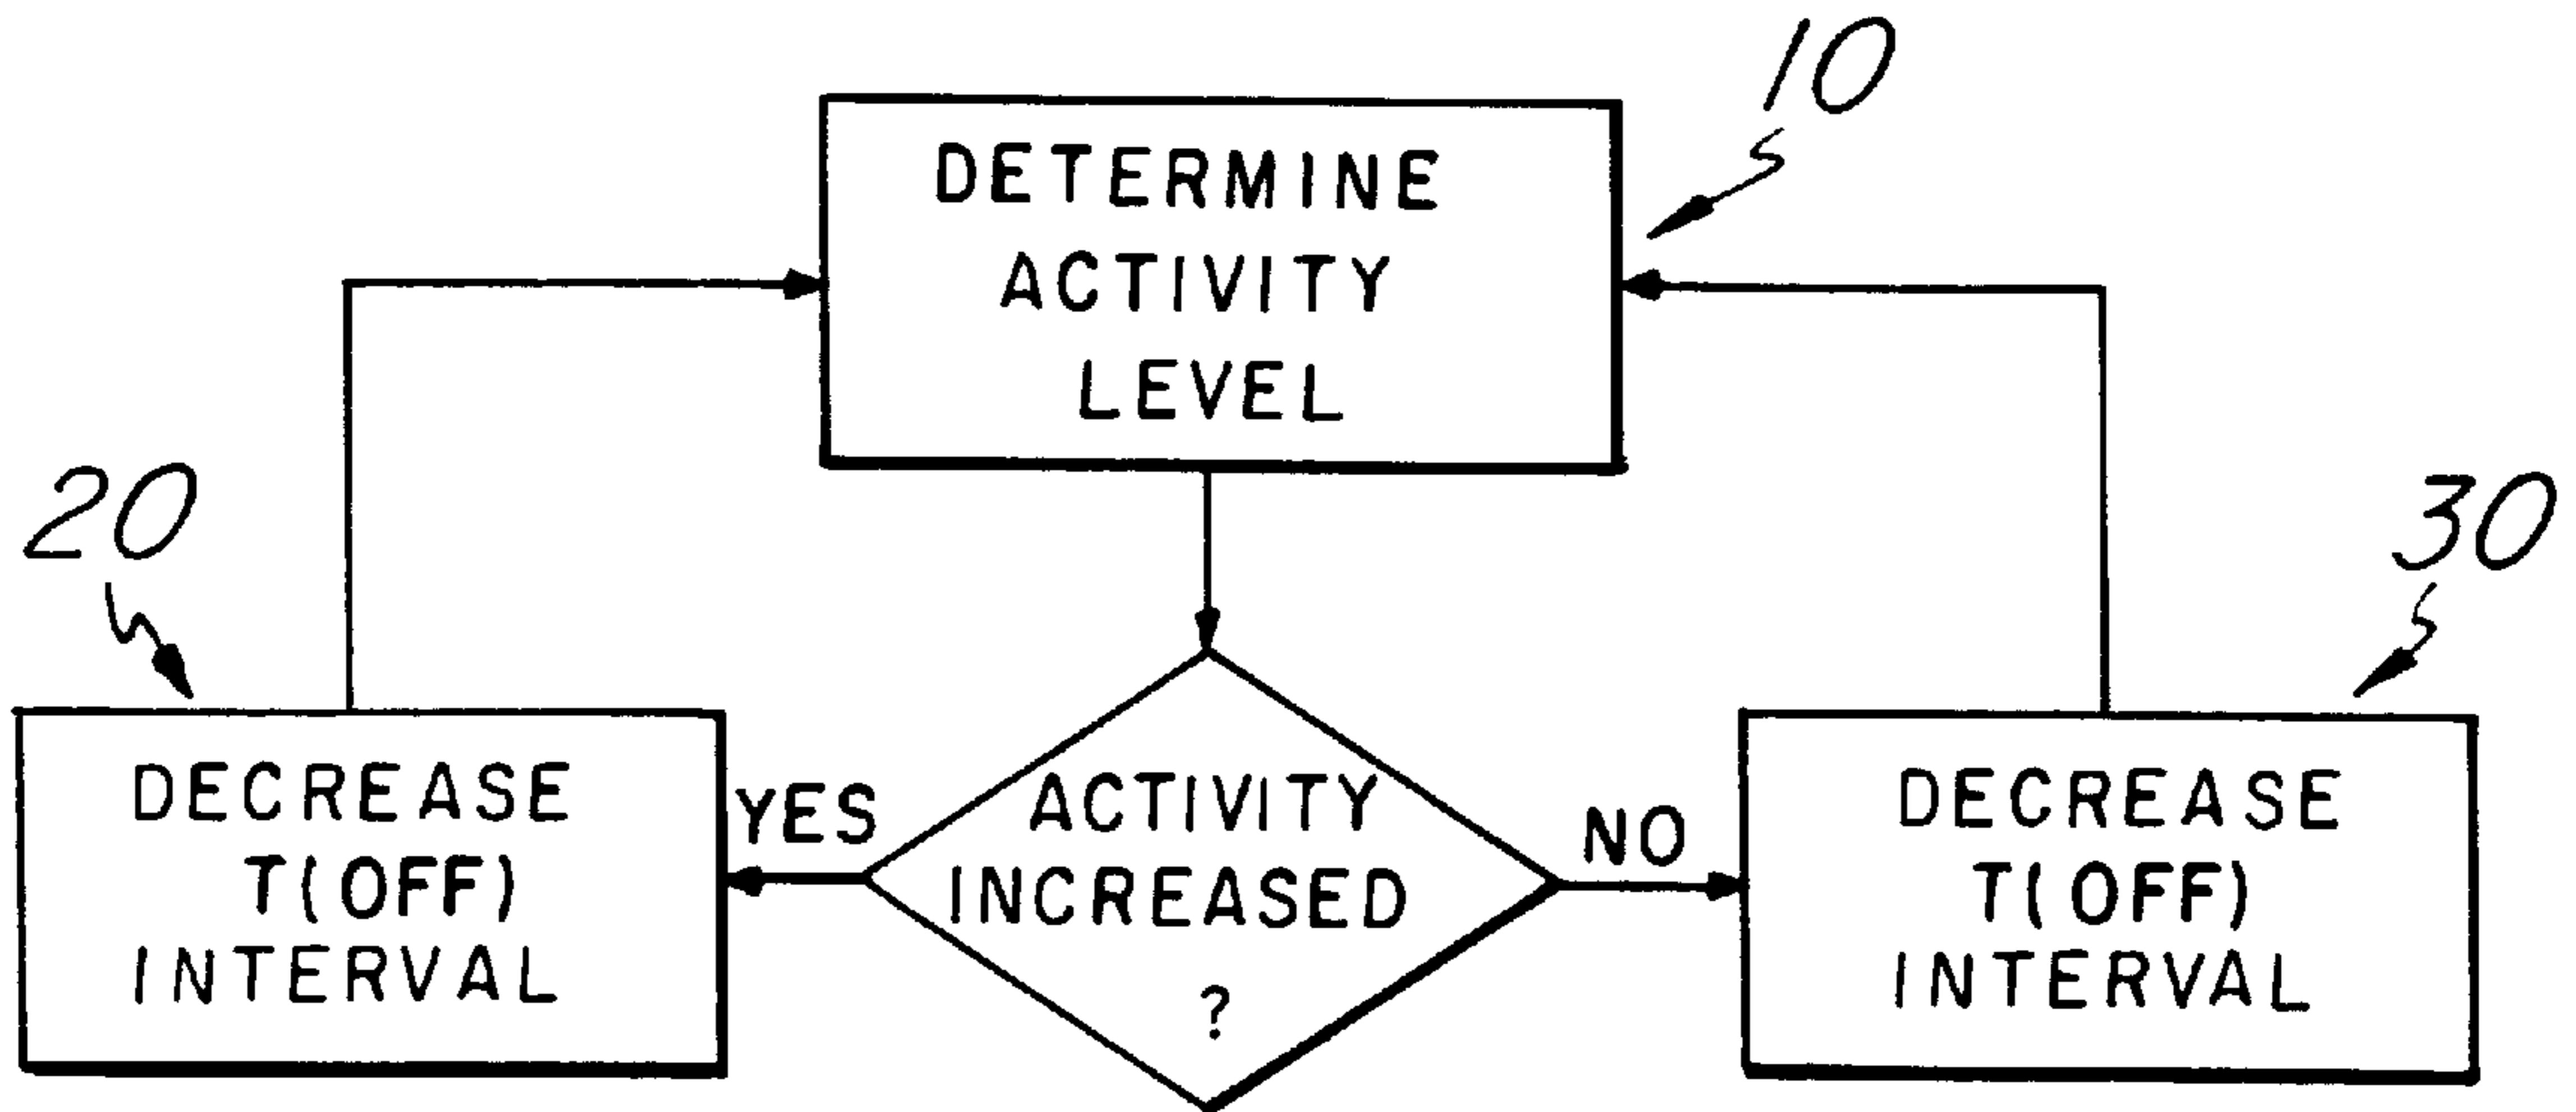 10
DETERMINE
ACTIVITY
LEVEL
20
30
DECREASE
T(OFF)
INTERVAL
YES
ACTIVITY
INCREASED
?
NO
DECREASE
T(OFF)
INTERVAL